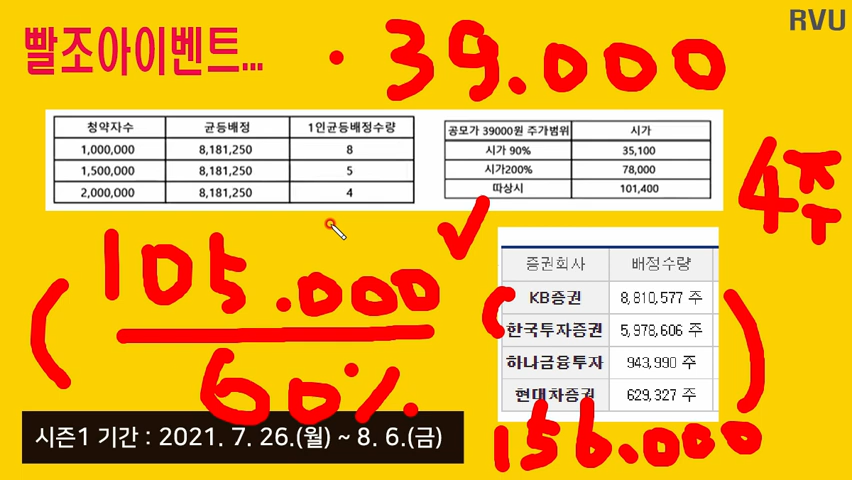 RVU
빨조아이벤트...
39.000
청약자수 균등배정 1인균등배정수량
1,000,000 8,181,250 8
1,500,000 8,181,250 5
2,000,000 8,181,250 4
공모가 39000원 주가범위 시가
시가 90% 35,100
시가200% 78,000
따상시 101,400
4주
105.000
60%
증권회사 배정수량
KB증권 8,810,577 주
한국투자증권 5,978,606 주
하나금융투자 943,990 주
현대차증권 629,327 주
156.000
시즌1 기간 : 2021. 7. 26.(월) ~ 8. 6.(금)